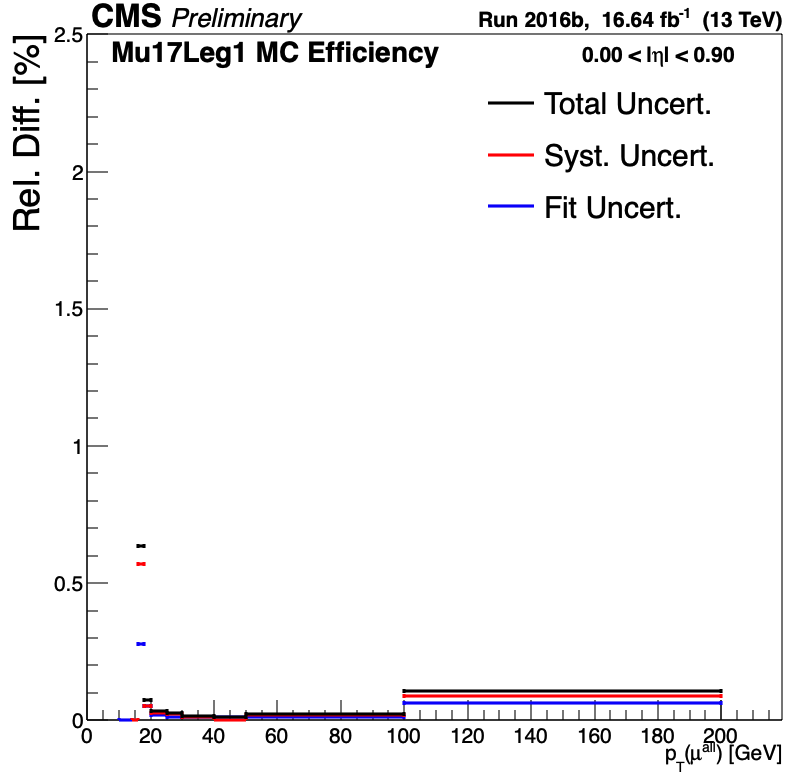 CMS Preliminary
Run 2016b, 16.64 fb⁻¹ (13 TeV)
Mu17Leg1 MC Efficiency
0.00 < |η| < 0.90
Total Uncert.
Syst. Uncert.
Fit Uncert.
Rel. Diff. [%]
2.5
2
1.5
1
0.5
0
0 20 40 60 80 100 120 140 160 180 200
p_T(μ^all) [GeV]